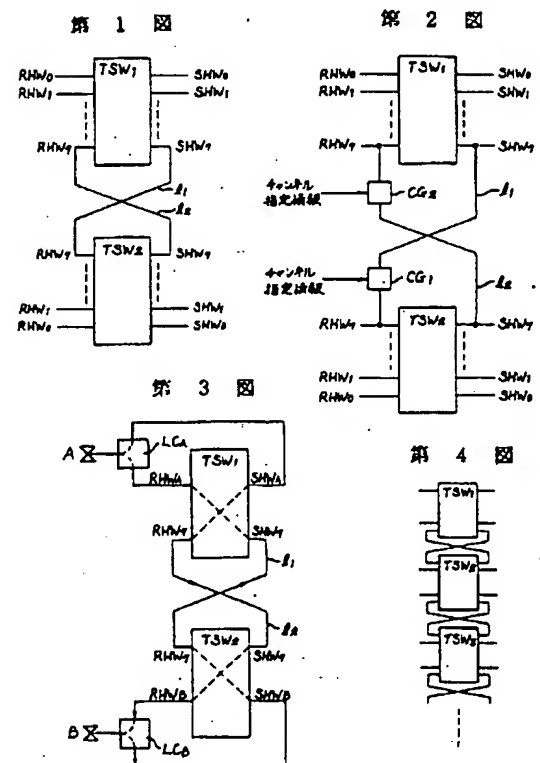 第 1 図
TSW1
RHW0
RHW1
SHW0
SHW1
RHW7
SHW7
l1
l2
RHW7
SHW7
TSW2
RHW1
RHW0
SHW1
SHW0
第 2 図
TSW1
RHW0
RHW1
SHW0
SHW1
RHW7
SHW7
チャンネル
指定情報
CG2
l1
チャンネル
指定情報
CG1
l2
RHW7
SHW7
TSW2
RHW1
RHW0
SHW1
SHW0
第 3 図
A
LCA
TSW1
RHWA
SHWA
RHW7
SHW7
l1
l2
TSW2
RHW7
SHW7
RHWB
SHWB
B
LCB
第 4 図
TSW1
TSW2
TSW3